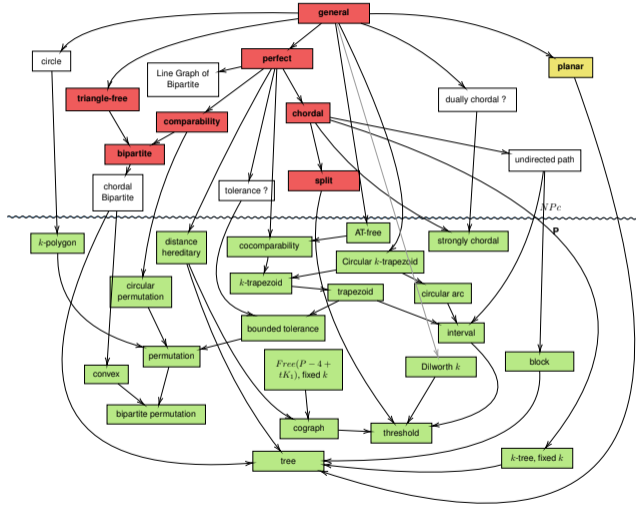 general
circle
perfect
planar
Line Graph of
Bipartite
triangle-free
dually chordal ?
comparability
chordal
bipartite
undirected path
chordal
Bipartite
tolerance ?
split
NPc
P
k-polygon
distance
hereditary
cocomparability
AT-free
strongly chordal
Circular k-trapezoid
k-trapezoid
circular
permutation
trapezoid
circular arc
bounded tolerance
interval
permutation
Free(P − 4 +
tK₁), fixed k
Dilworth k
block
convex
bipartite permutation
cograph
threshold
tree
k-tree, fixed k